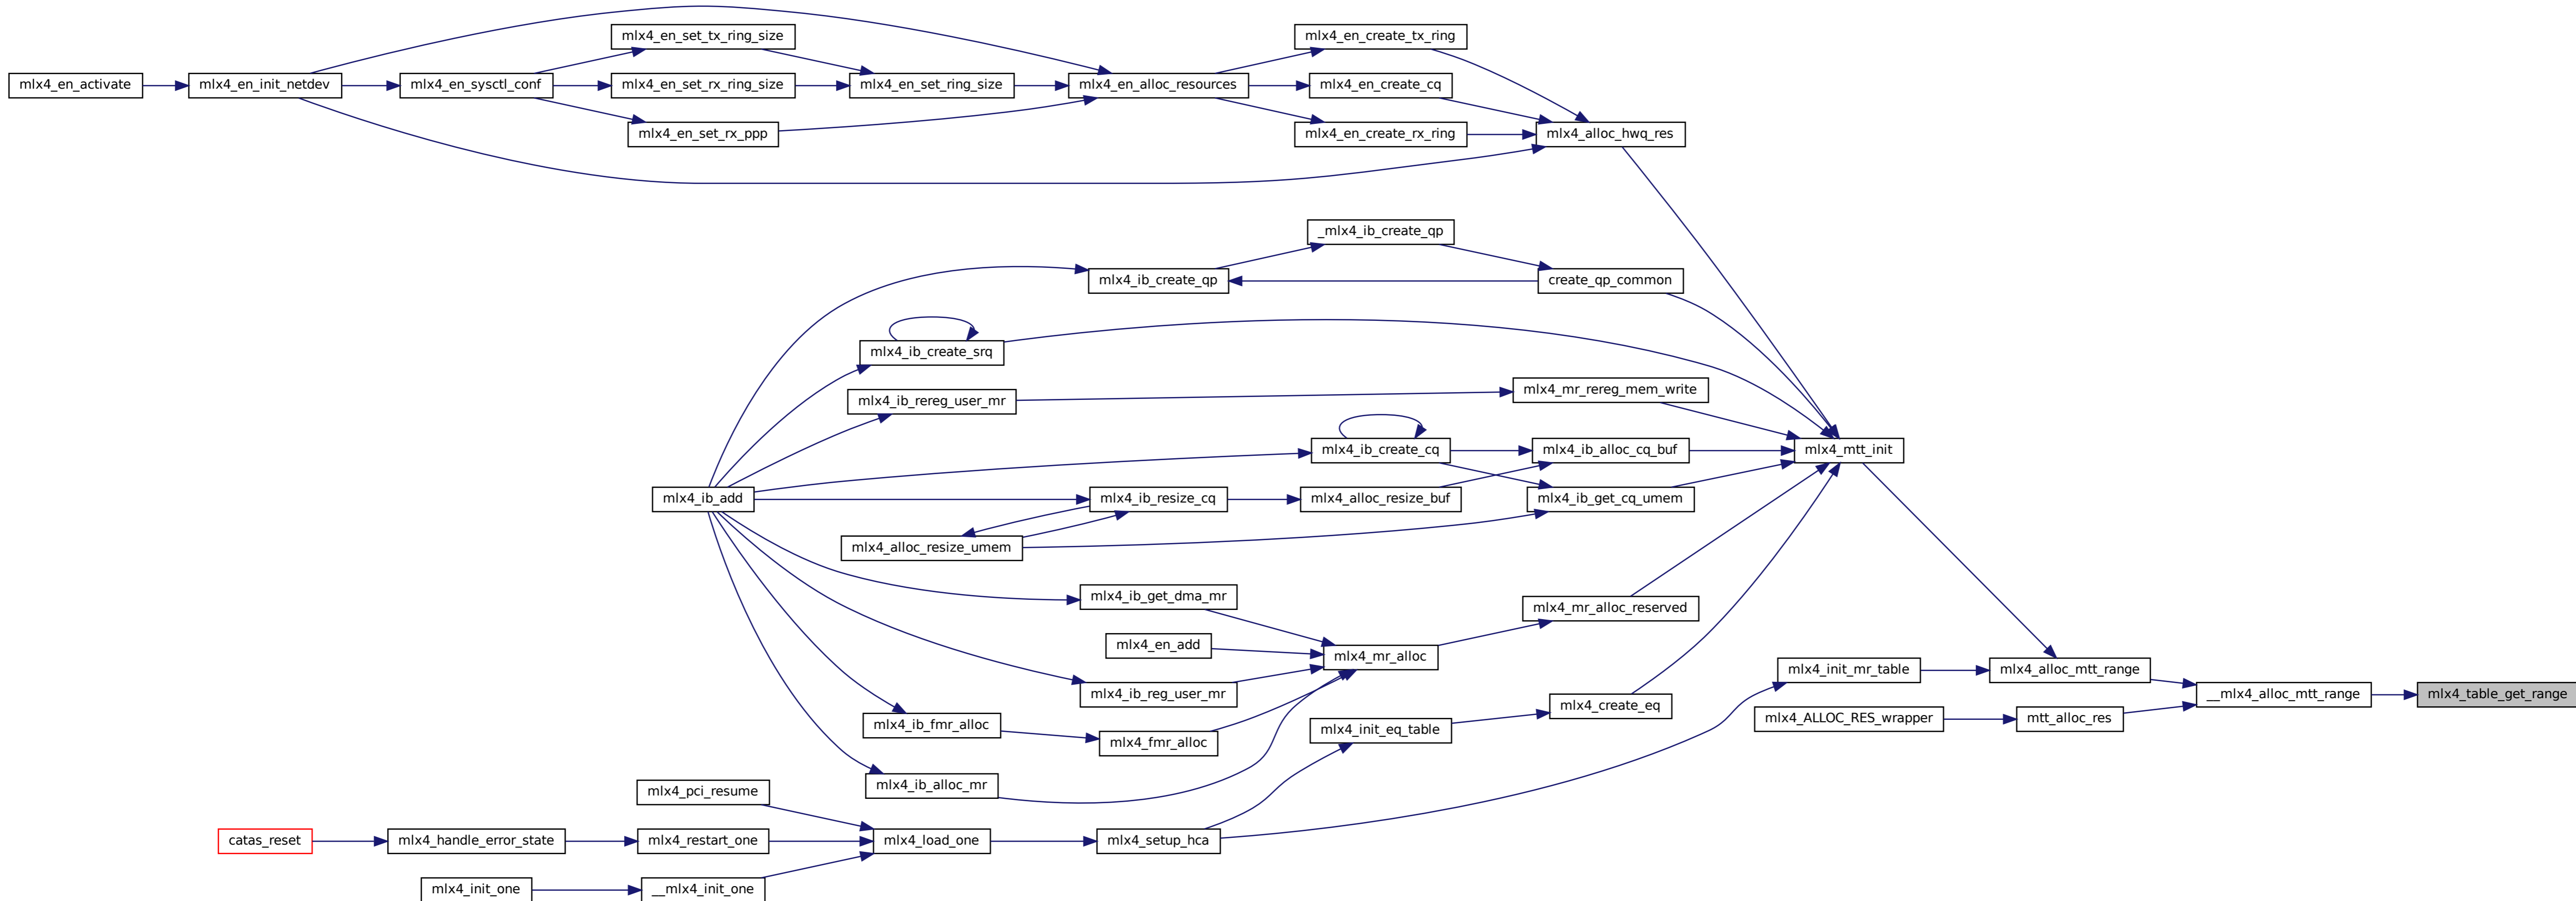 mlx4_en_set_tx_ring_size
mlx4_en_create_tx_ring
mlx4_en_activate
mlx4_en_init_netdev
mlx4_en_sysctl_conf
mlx4_en_set_rx_ring_size
mlx4_en_set_ring_size
mlx4_en_alloc_resources
mlx4_en_create_cq
mlx4_en_set_rx_ppp
mlx4_en_create_rx_ring
mlx4_alloc_hwq_res
_mlx4_ib_create_qp
mlx4_ib_create_qp
create_qp_common
mlx4_ib_create_srq
mlx4_mr_rereg_mem_write
mlx4_ib_rereg_user_mr
mlx4_ib_create_cq
mlx4_ib_alloc_cq_buf
mlx4_mtt_init
mlx4_ib_add
mlx4_ib_resize_cq
mlx4_alloc_resize_buf
mlx4_ib_get_cq_umem
mlx4_alloc_resize_umem
mlx4_ib_get_dma_mr
mlx4_mr_alloc_reserved
mlx4_en_add
mlx4_mr_alloc
mlx4_init_mr_table
mlx4_alloc_mtt_range
mlx4_ib_reg_user_mr
__mlx4_alloc_mtt_range
mlx4_table_get_range
mlx4_create_eq
mlx4_ib_fmr_alloc
mlx4_init_eq_table
mlx4_ALLOC_RES_wrapper
mtt_alloc_res
mlx4_fmr_alloc
mlx4_ib_alloc_mr
mlx4_pci_resume
catas_reset
mlx4_handle_error_state
mlx4_restart_one
mlx4_load_one
mlx4_setup_hca
mlx4_init_one
__mlx4_init_one